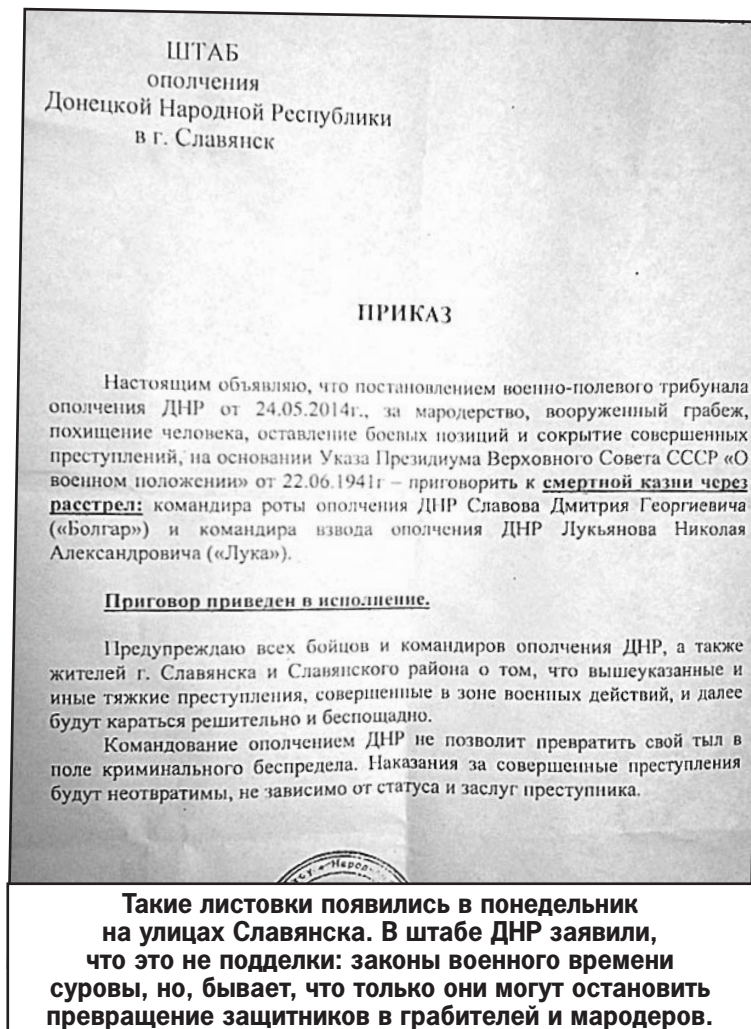 ШТАБ
ополчения
Донецкой Народной Республики
в г. Славянск
ПРИКАЗ
Настоящим объявляю, что постановлением военно-полевого трибунала
ополчения ДНР от 24.05.2014г., за мародерство, вооруженный грабеж,
похищение человека, оставление боевых позиций и сокрытие совершенных
преступлений, на основании Указа Президиума Верховного Совета СССР «О
военном положении» от 22.06.1941г – приговорить к смертной казни через
расстрел: командира роты ополчения ДНР Славова Дмитрия Георгиевича
(«Болгар») и командира взвода ополчения ДНР Лукьянова Николая
Александровича («Лука»).
Приговор приведен в исполнение.
Предупреждаю всех бойцов и командиров ополчения ДНР, а также
жителей г. Славянска и Славянского района о том, что вышеуказанные и
иные тяжкие преступления, совершенные в зоне военных действий, и далее
будут караться решительно и беспощадно.
Командование ополчением ДНР не позволит превратить свой тыл в
поле криминального беспредела. Наказания за совершенные преступления
будут неотвратимы, не зависимо от статуса и заслуг преступника.
Такие листовки появились в понедельник
на улицах Славянска. В штабе ДНР заявили,
что это не подделки: законы военного времени
суровы, но, бывает, что только они могут остановить
превращение защитников в грабителей и мародеров.